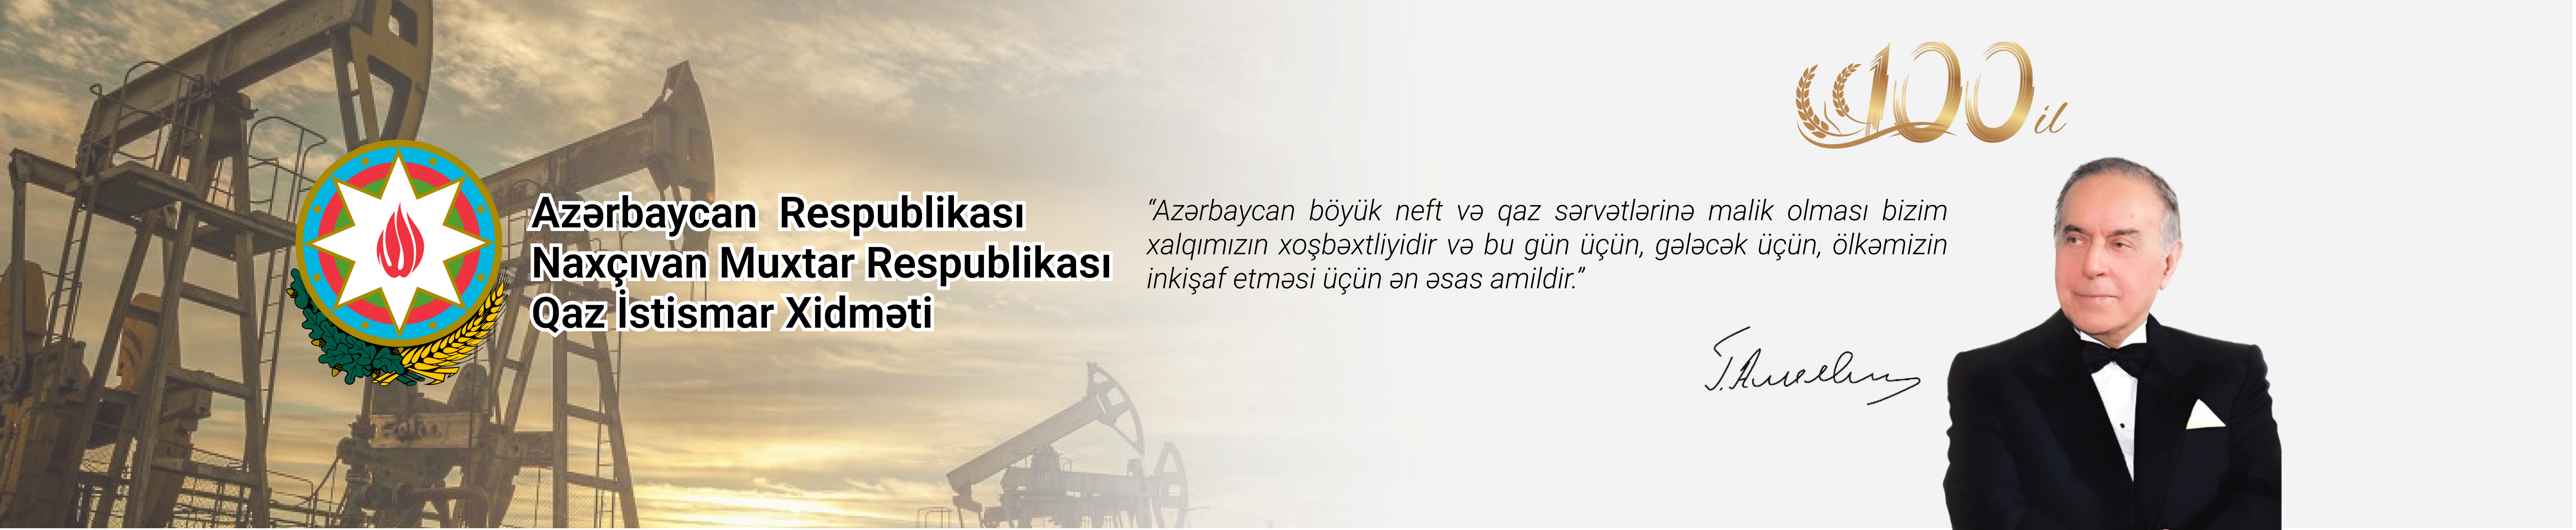 100 il
Azərbaycan Respublikası
Naxçıvan Muxtar Respublikası
Qaz İstismar Xidməti
“Azərbaycan böyük neft və qaz sərvətlərinə malik olması bizim
xalqımızın xoşbəxtliyidir və bu gün üçün, gələcək üçün, ölkəmizin
inkişaf etməsi üçün ən əsas amildir.”